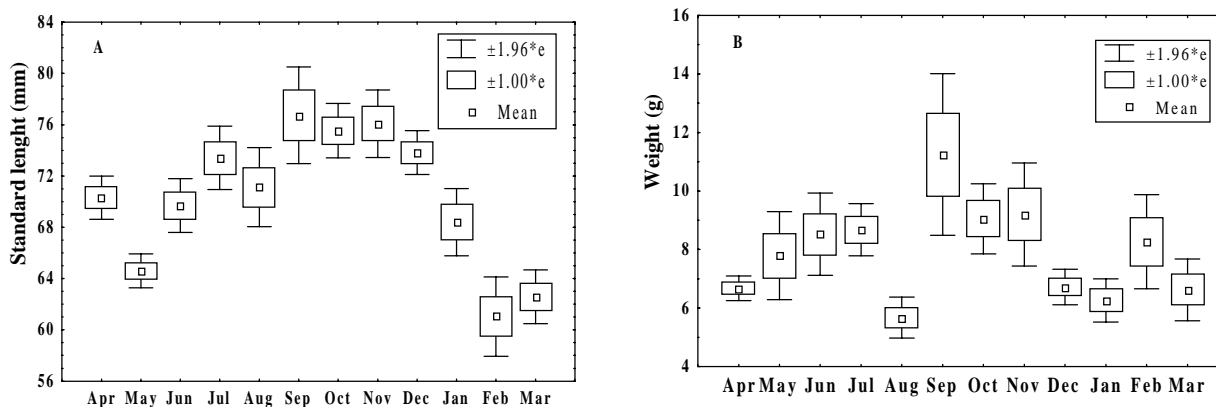 A
Standard lenght (mm)
84
80
76
72
68
64
60
56
±1.96*e
±1.00*e
Mean
Apr May Jun Jul Aug Sep Oct Nov Dec Jan Feb Mar
B
Weight (g)
16
14
12
10
8
6
4
±1.96*e
±1.00*e
Mean
Apr May Jun Jul Aug Sep Oct Nov Dec Jan Feb Mar